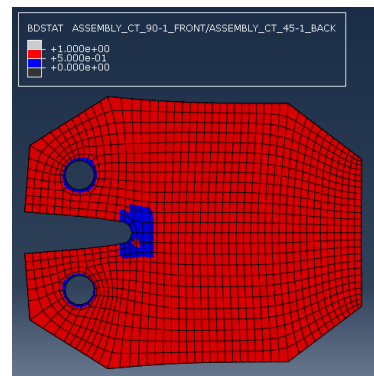 BDSTAT ASSEMBLY_CT_90-1_FRONT/ASSEMBLY_CT_45-1_BACK
+1.000e+00
+5.000e-01
+0.000e+00